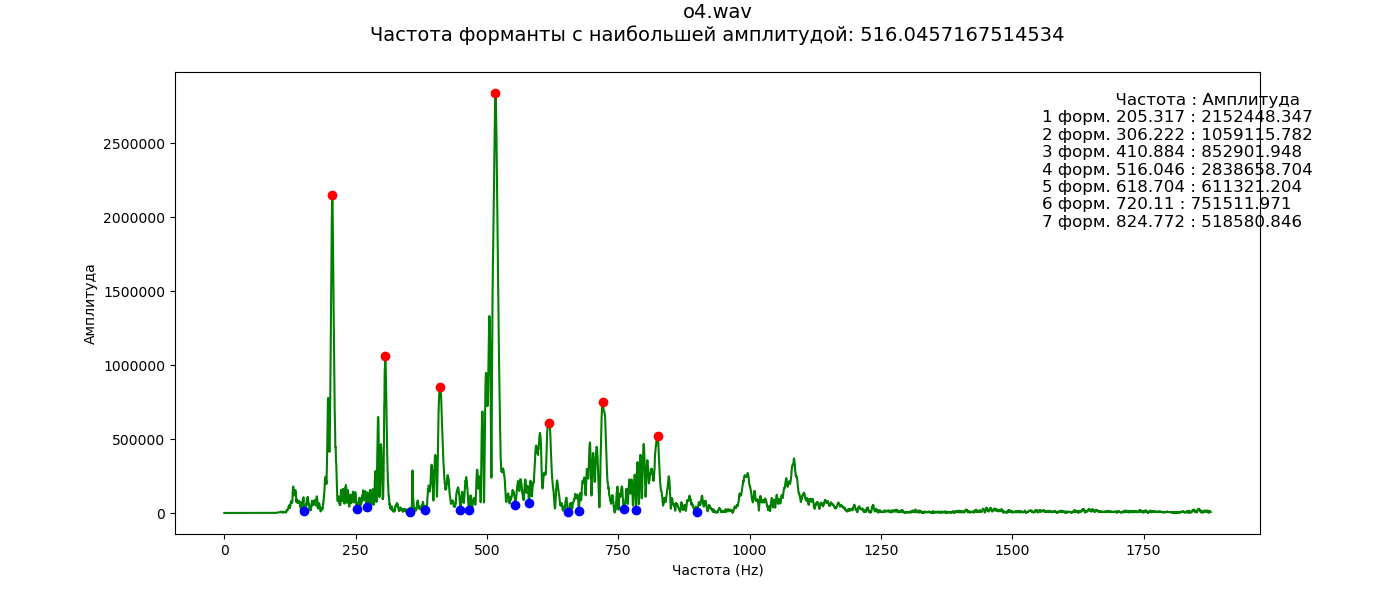 o4.wav
Частота форманты с наибольшей амплитудой: 516.0457167514534
Частота : Амплитуда
1 форм. 205.317 : 2152448.347
2 форм. 306.222 : 1059115.782
3 форм. 410.884 : 852901.948
4 форм. 516.046 : 2838658.704
5 форм. 618.704 : 611321.204
6 форм. 720.11 : 751511.971
7 форм. 824.772 : 518580.846
2500000
2000000
1500000
1000000
500000
0
Амплитуда
0 250 500 750 1000 1250 1500 1750
Частота (Hz)